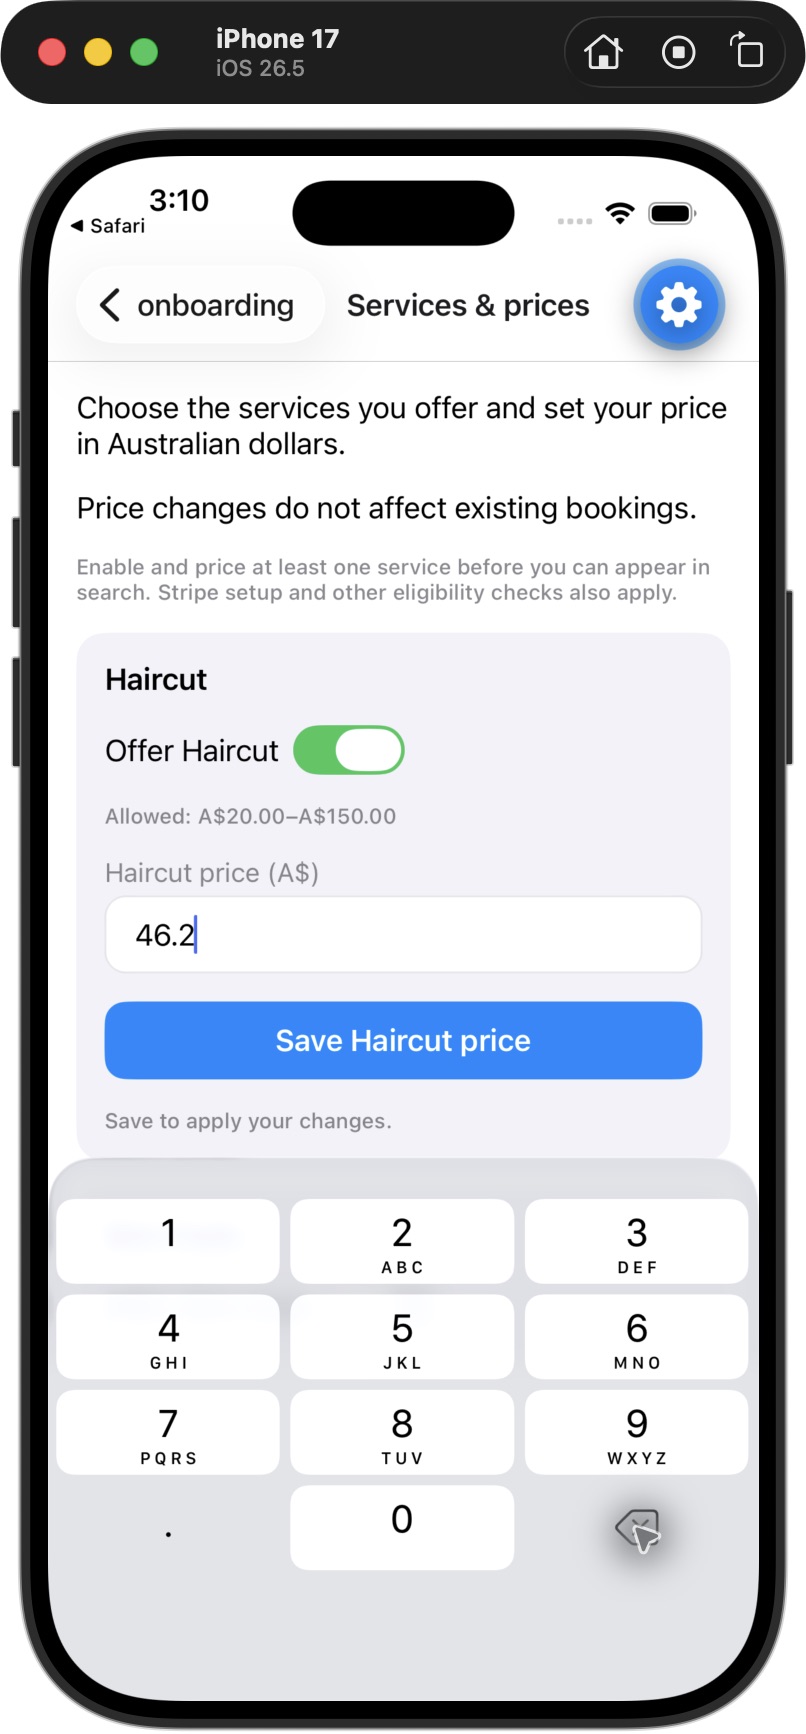 iPhone 17
iOS 26.5
3:10
Safari
onboarding
Services & prices
Choose the services you offer and set your price
in Australian dollars.
Price changes do not affect existing bookings.
Enable and price at least one service before you can appear in
search. Stripe setup and other eligibility checks also apply.
Haircut
Offer Haircut
Allowed: A$20.00–A$150.00
Haircut price (A$)
46.2
Save Haircut price
Save to apply your changes.
1
2
ABC
3
DEF
4
GHI
5
JKL
6
MNO
7
PQRS
8
TUV
9
WXYZ
.
0